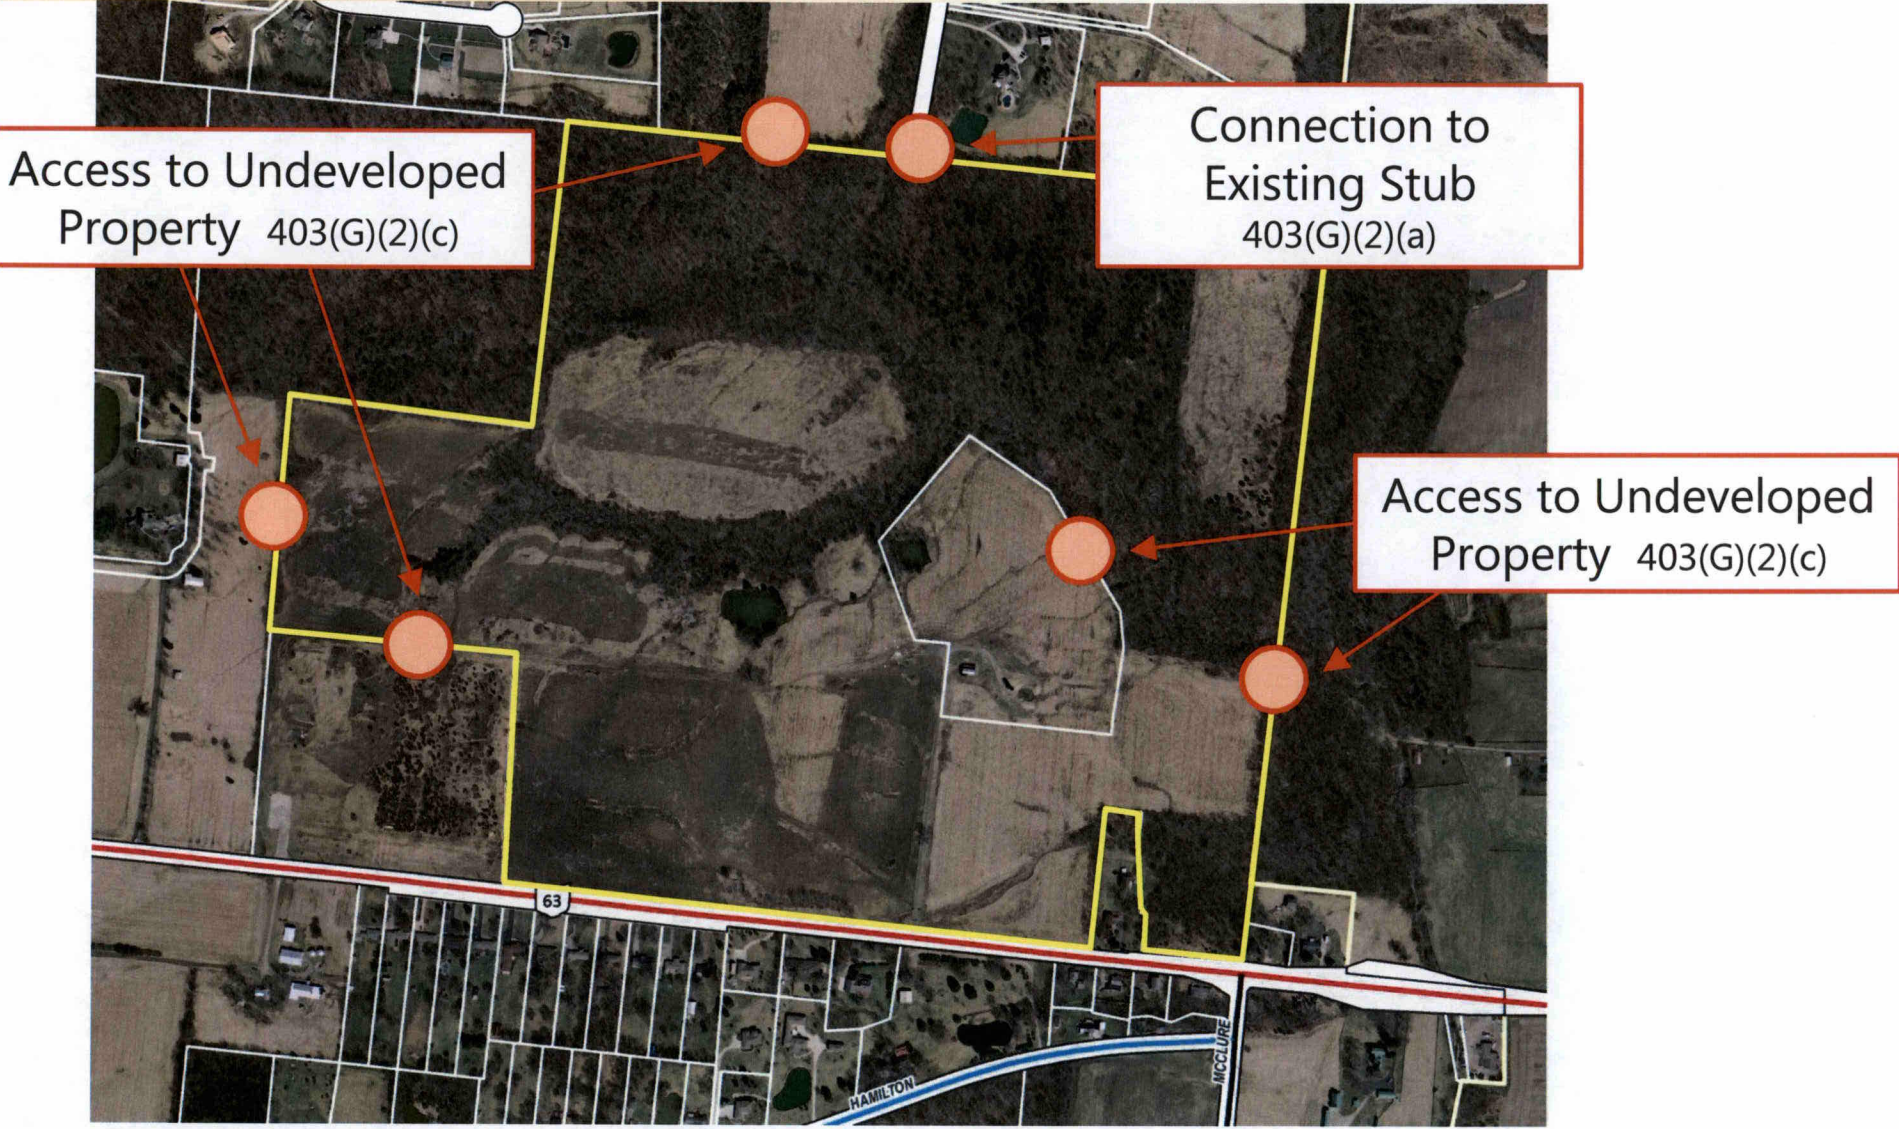 Access to Undeveloped
Property 403(G)(2)(c)
Connection to
Existing Stub
403(G)(2)(a)
Access to Undeveloped
Property 403(G)(2)(c)
63
HAMILTON
MCCLURE